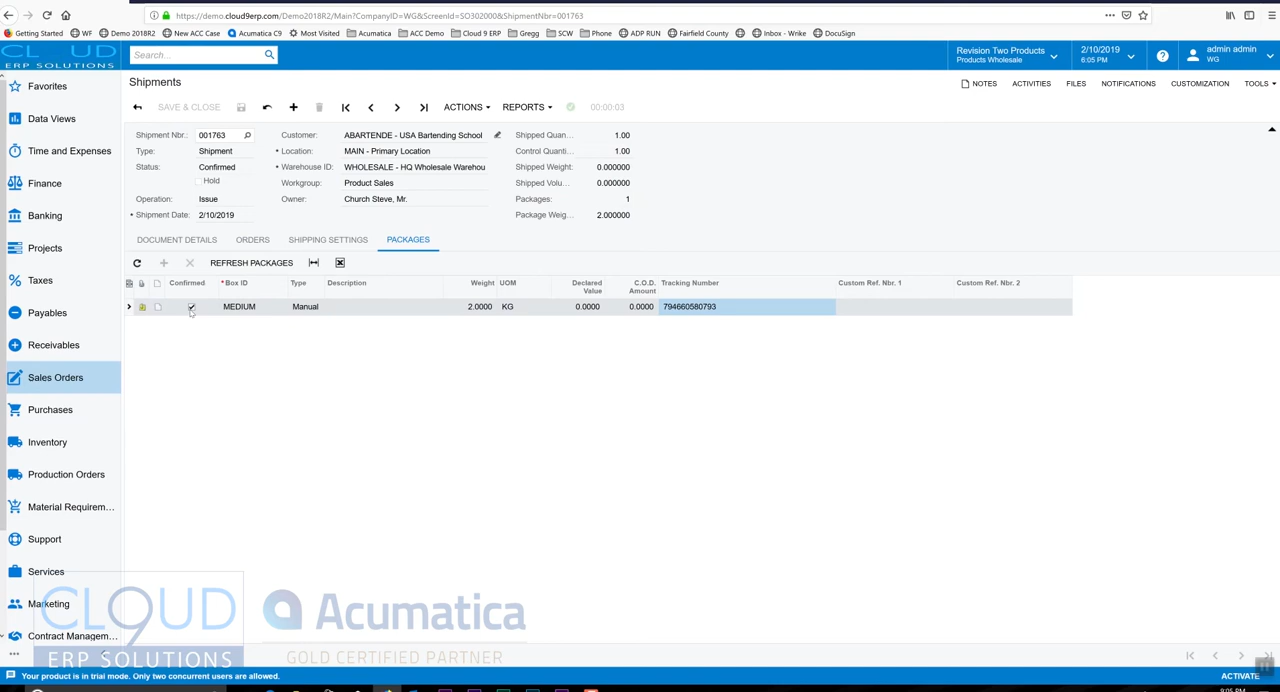 https://demo.cloud9erp.com/Demo2018R2/Main?CompanyID=WG&ScreenId=SO302000&ShipmentNbr=001763
Getting Started WF Demo 2018R2 New ACC Case Acumatica C9 Most Visited Acumatica ACC Demo Cloud 9 ERP Gregg SCW Phone ADP RUN Fairfield County Inbox - Wrike DocuSign
CL UD
ERP SOLUTIONS
Search...
Revision Two Products
Products Wholesale
2/10/2019
6:05 PM
?
admin admin
WG
Favorites
Data Views
Time and Expenses
Finance
Banking
Projects
Taxes
Payables
Receivables
Sales Orders
Purchases
Inventory
Production Orders
Material Requirem...
Support
Services
Marketing
Contract Managem...
Shipments
NOTES ACTIVITIES FILES NOTIFICATIONS CUSTOMIZATION TOOLS
SAVE & CLOSE ACTIONS REPORTS 00:00:03
Shipment Nbr.: 001763 Customer: ABARTENDE - USA Bartending School Shipped Quan... 1.00
Type: Shipment Location: MAIN - Primary Location Control Quanti... 1.00
Status: Confirmed Warehouse ID: WHOLESALE - HQ Wholesale Warehou Shipped Weight: 0.000000
Hold Workgroup: Product Sales Shipped Volu... 0.000000
Operation: Issue Owner: Church Steve, Mr. Packages: 1
Shipment Date: 2/10/2019 Package Weig... 2.000000
DOCUMENT DETAILS ORDERS SHIPPING SETTINGS PACKAGES
REFRESH PACKAGES
Confirmed Box ID Type Description Weight UOM Declared Value C.O.D. Amount Tracking Number Custom Ref. Nbr. 1 Custom Ref. Nbr. 2
MEDIUM Manual 2.0000 KG 0.0000 0.0000 794660580793
CL9UD
ERP SOLUTIONS
Acumatica
GOLD CERTIFIED PARTNER
Your product is in trial mode. Only two concurrent users are allowed.
ACTIVATE
9:05 PM